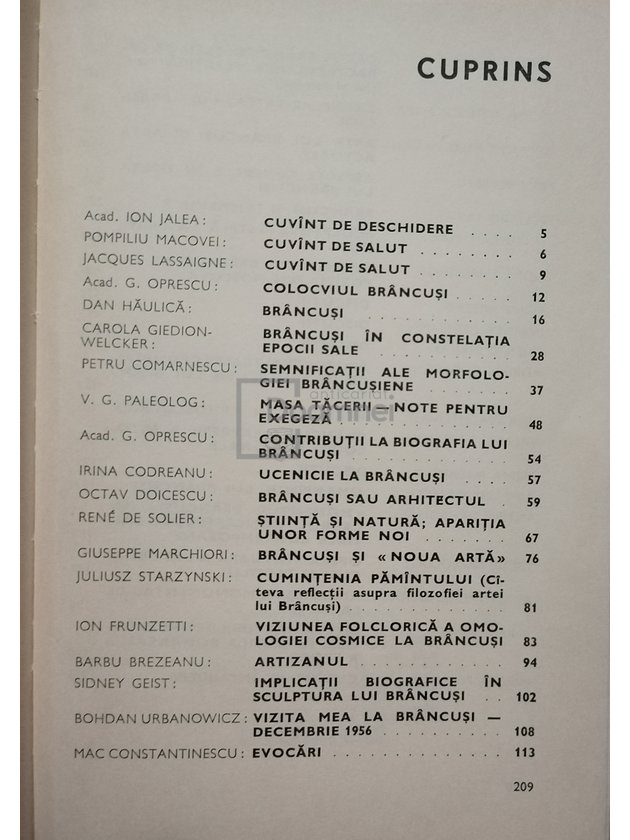 CUPRINS
Acad. ION JALEA: CUVÎNT DE DESCHIDERE .... 5
POMPILIU MACOVEI: CUVÎNT DE SALUT ........ 6
JACQUES LASSAIGNE: CUVÎNT DE SALUT ........ 9
Acad. G. OPRESCU: COLOCVIUL BRÂNCUȘI ..... 12
DAN HĂULICĂ: BRÂNCUȘI ............ 16
CAROLA GIEDION-
WELCKER: BRÂNCUȘI ÎN CONSTELAȚIA
EPOCII SALE ............ 28
PETRU COMARNESCU: SEMNIFICAȚII ALE MORFOLO-
GIEI BRÂNCUȘIENE ........ 37
V. G. PALEOLOG: MASA TĂCERII — NOTE PENTRU
EXEGEZĂ ............ 48
Acad. G. OPRESCU: CONTRIBUȚII LA BIOGRAFIA LUI
BRÂNCUȘI ............ 54
IRINA CODREANU: UCENICIE LA BRÂNCUȘI .... 57
OCTAV DOICESCU: BRÂNCUȘI SAU ARHITECTUL . 59
RENÉ DE SOLIER: ȘTIINȚĂ ȘI NATURĂ; APARIȚIA
UNOR FORME NOI ....... 67
GIUSEPPE MARCHIORI: BRÂNCUȘI ȘI «NOUA ARTĂ» 76
JULIUSZ STARZYNSKI: CUMINȚENIA PĂMÎNTULUI (Cî-
teva reflecții asupra filozofiei artei
lui Brâncuși) ............ 81
ION FRUNZETTI: VIZIUNEA FOLCLORICĂ A OMO-
LOGIEI COSMICE LA BRÂNCUȘI 83
BARBU BREZEANU: ARTIZANUL ............ 94
SIDNEY GEIST: IMPLICAȚII BIOGRAFICE ÎN
SCULPTURA LUI BRÂNCUȘI .. 102
BOHDAN URBANOWICZ: VIZITA MEA LA BRÂNCUȘI —
DECEMBRIE 1956 .......... 108
MAC CONSTANTINESCU: EVOCĂRI ............ 113
209